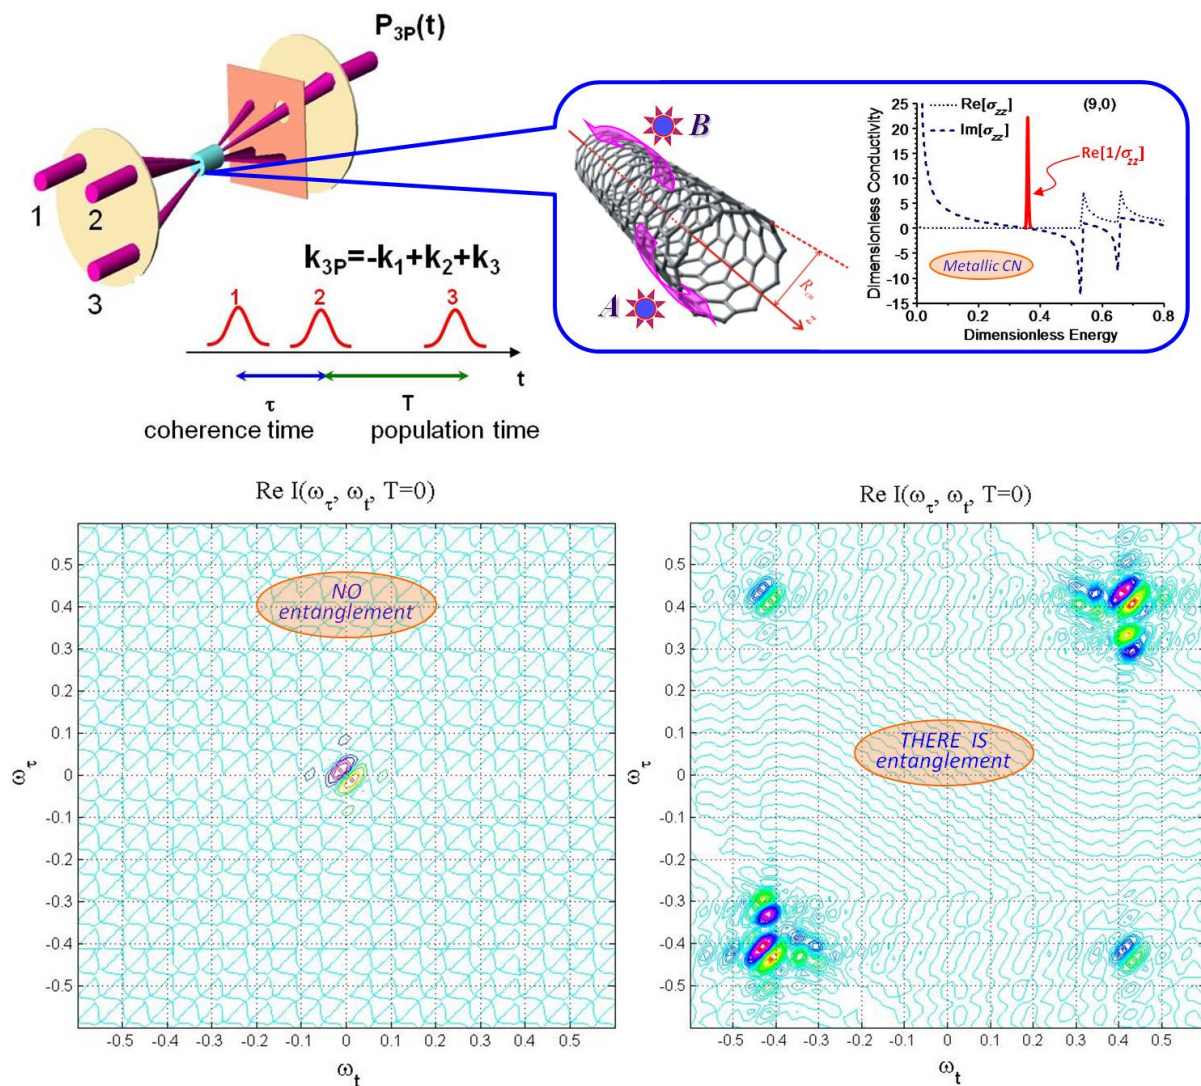 P3P(t)
1
2
3
k3P=-k1+k2+k3
1 2 3
t
τ T
coherence time population time
B
A
Rcn
z
Dimensionless Conductivity
25
20
15
10
5
0
-5
-10
-15
Re[σzz]
Im[σzz]
(9,0)
Re[1/σzz]
Metallic CN
0.0 0.2 0.4 0.6 0.8
Dimensionless Energy
Re I(ωτ, ωt, T=0)
NO
entanglement
ωτ
0.5
0.4
0.3
0.2
0.1
0
-0.1
-0.2
-0.3
-0.4
-0.5
-0.5 -0.4 -0.3 -0.2 -0.1 0 0.1 0.2 0.3 0.4 0.5
ωt
Re I(ωτ, ωt, T=0)
THERE IS
entanglement
ωτ
0.5
0.4
0.3
0.2
0.1
0
-0.1
-0.2
-0.3
-0.4
-0.5
-0.5 -0.4 -0.3 -0.2 -0.1 0 0.1 0.2 0.3 0.4 0.5
ωt